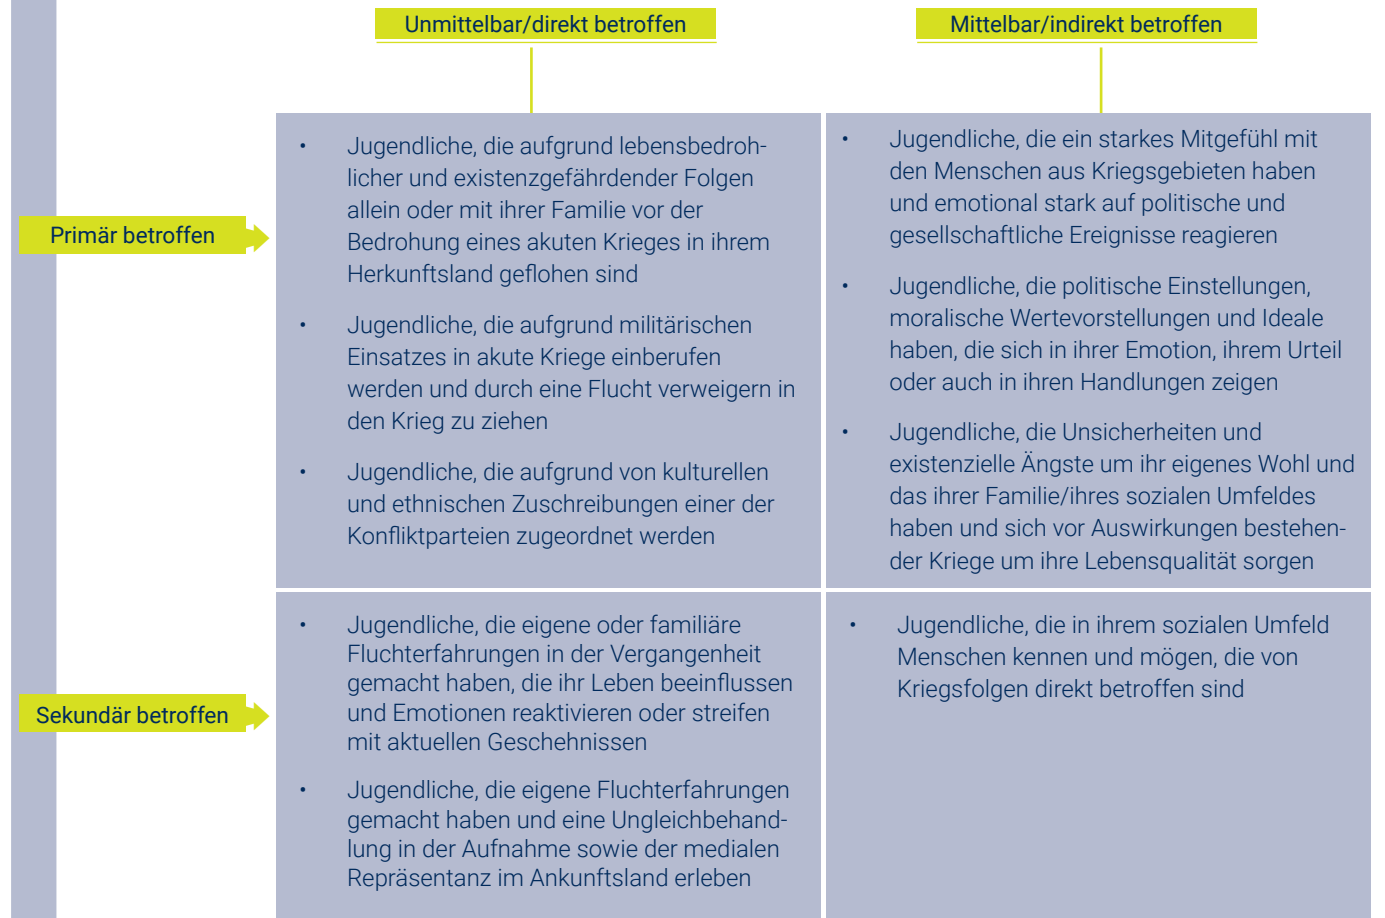 Unmittelbar/direkt betroffen
Mittelbar/indirekt betroffen
Primär betroffen
• Jugendliche, die aufgrund lebensbedroh-
licher und existenzgefährdender Folgen
allein oder mit ihrer Familie vor der
Bedrohung eines akuten Krieges in ihrem
Herkunftsland geflohen sind
• Jugendliche, die aufgrund militärischen
Einsatzes in akute Kriege einberufen
werden und durch eine Flucht verweigern in
den Krieg zu ziehen
• Jugendliche, die aufgrund von kulturellen
und ethnischen Zuschreibungen einer der
Konfliktparteien zugeordnet werden
• Jugendliche, die ein starkes Mitgefühl mit
den Menschen aus Kriegsgebieten haben
und emotional stark auf politische und
gesellschaftliche Ereignisse reagieren
• Jugendliche, die politische Einstellungen,
moralische Wertevorstellungen und Ideale
haben, die sich in ihrer Emotion, ihrem Urteil
oder auch in ihren Handlungen zeigen
• Jugendliche, die Unsicherheiten und
existenzielle Ängste um ihr eigenes Wohl und
das ihrer Familie/ihres sozialen Umfeldes
haben und sich vor Auswirkungen bestehen-
der Kriege um ihre Lebensqualität sorgen
Sekundär betroffen
• Jugendliche, die eigene oder familiäre
Fluchterfahrungen in der Vergangenheit
gemacht haben, die ihr Leben beeinflussen
und Emotionen reaktivieren oder streifen
mit aktuellen Geschehnissen
• Jugendliche, die eigene Fluchterfahrungen
gemacht haben und eine Ungleichbehand-
lung in der Aufnahme sowie der medialen
Repräsentanz im Ankunftsland erleben
• Jugendliche, die in ihrem sozialen Umfeld
Menschen kennen und mögen, die von
Kriegsfolgen direkt betroffen sind